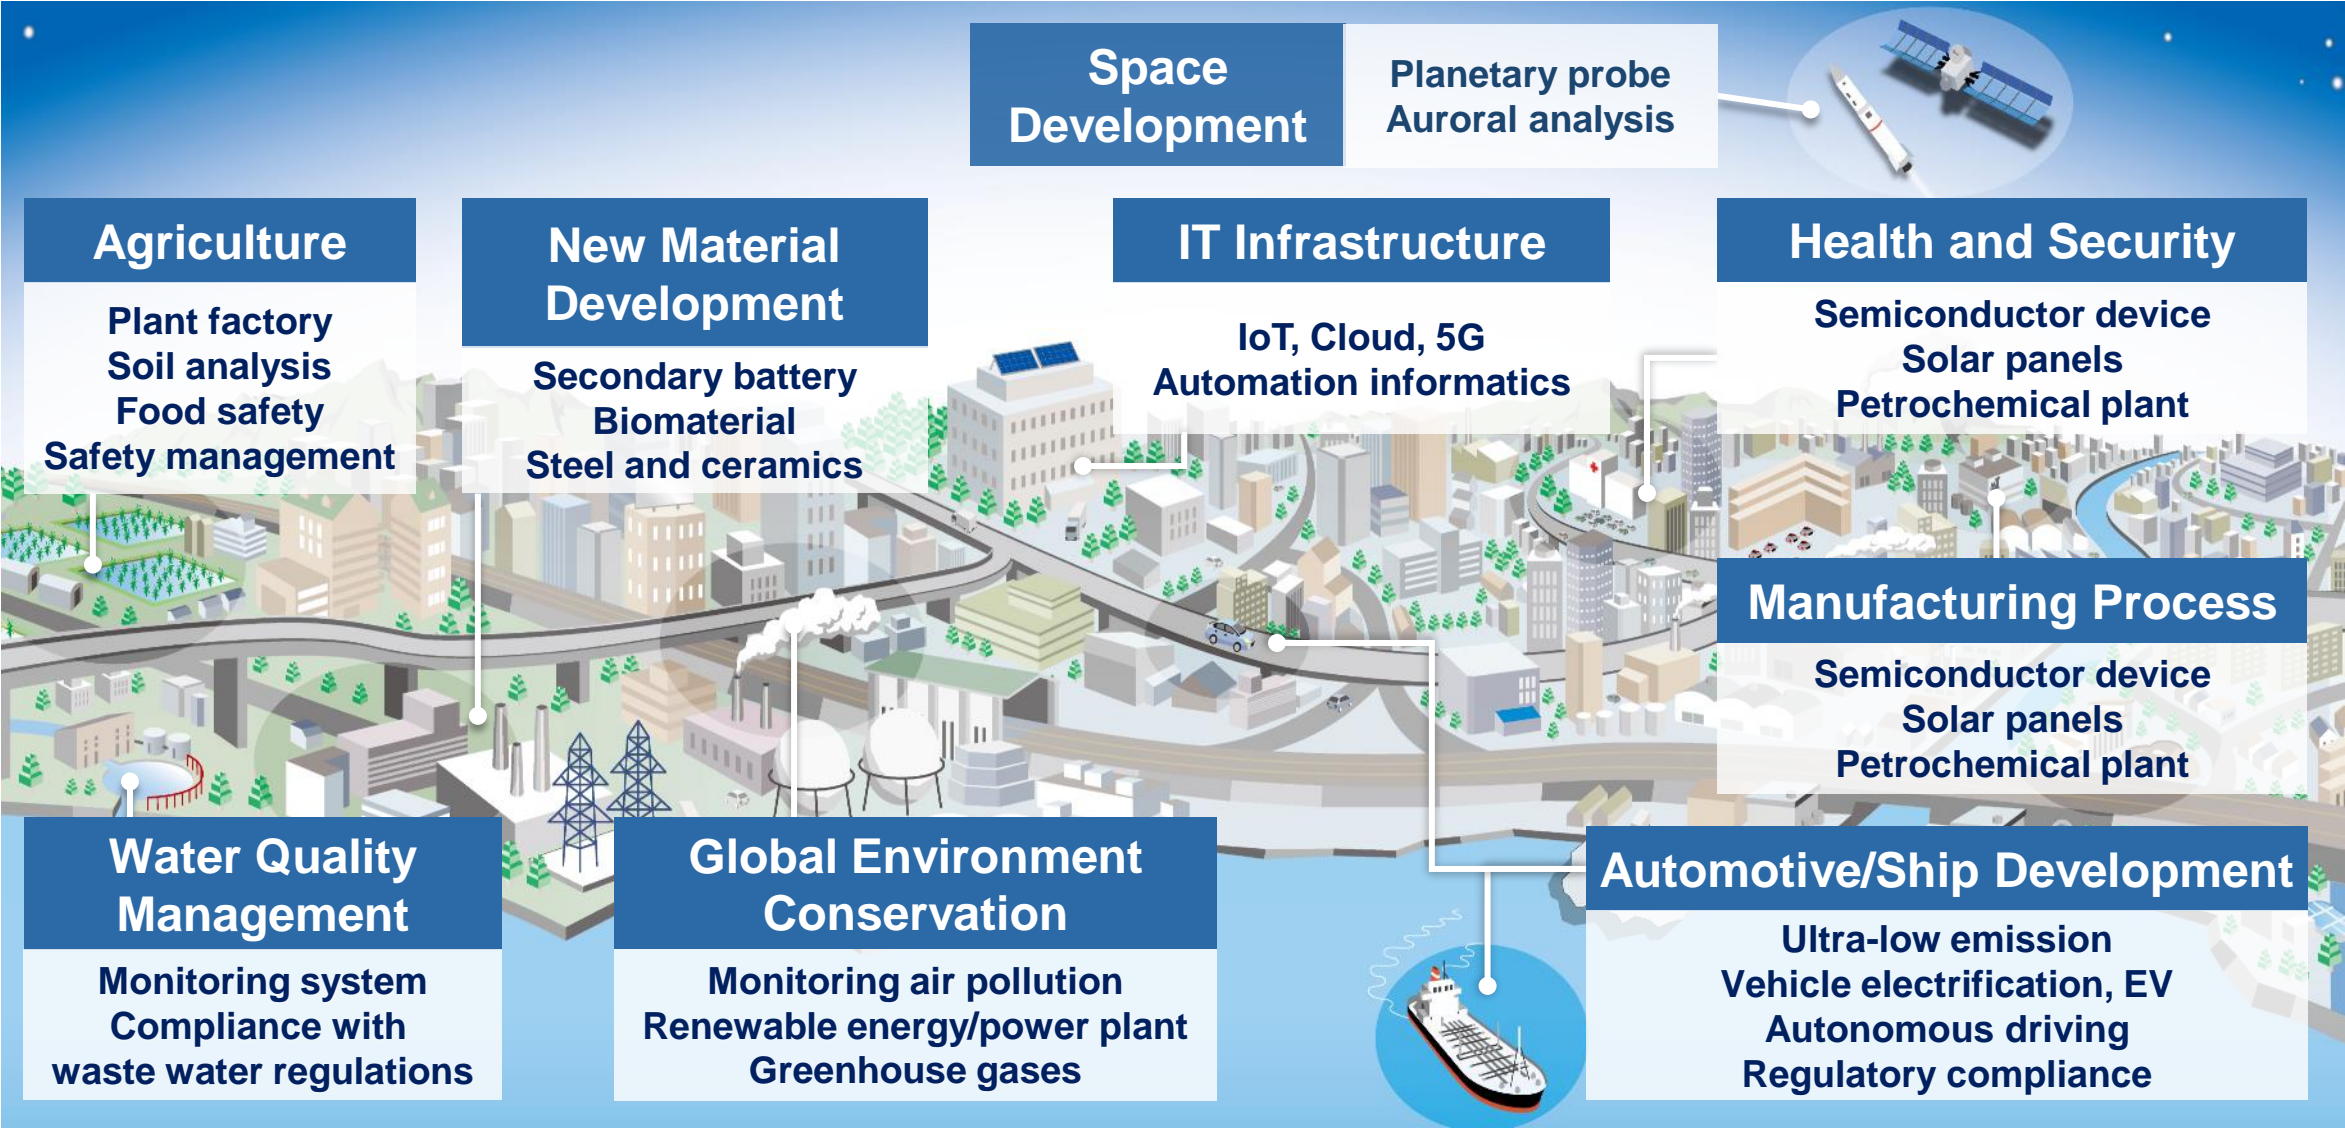 Space
Development
Planetary probe
Auroral analysis
Agriculture
Plant factory
Soil analysis
Food safety
Safety management
New Material
Development
Secondary battery
Biomaterial
Steel and ceramics
IT Infrastructure
IoT, Cloud, 5G
Automation informatics
Health and Security
Semiconductor device
Solar panels
Petrochemical plant
Manufacturing Process
Semiconductor device
Solar panels
Petrochemical plant
Water Quality
Management
Monitoring system
Compliance with
waste water regulations
Global Environment
Conservation
Monitoring air pollution
Renewable energy/power plant
Greenhouse gases
Automotive/Ship Development
Ultra-low emission
Vehicle electrification, EV
Autonomous driving
Regulatory compliance